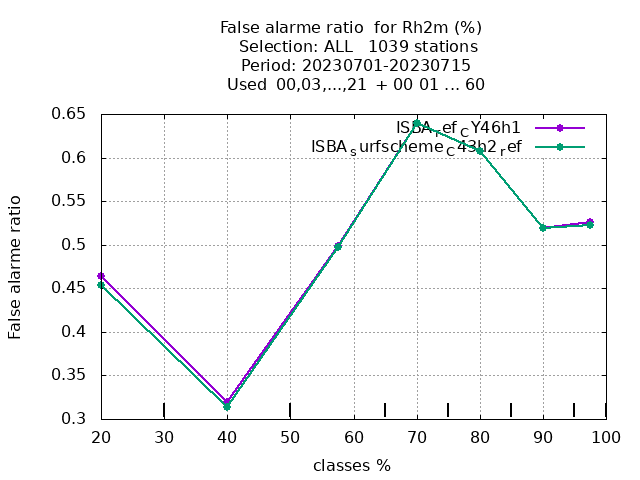 False alarme ratio for Rh2m (%)
Selection: ALL 1039 stations
Period: 20230701-20230715
Used 00,03,...,21 + 00 01 ... 60
0.65
ISBA_ref_CY46h1
ISBA_surfscheme_C43h2_ref
0.6
0.55
0.5
0.45
0.4
0.35
0.3
False alarme ratio
20 30 40 50 60 70 80 90 100
classes %